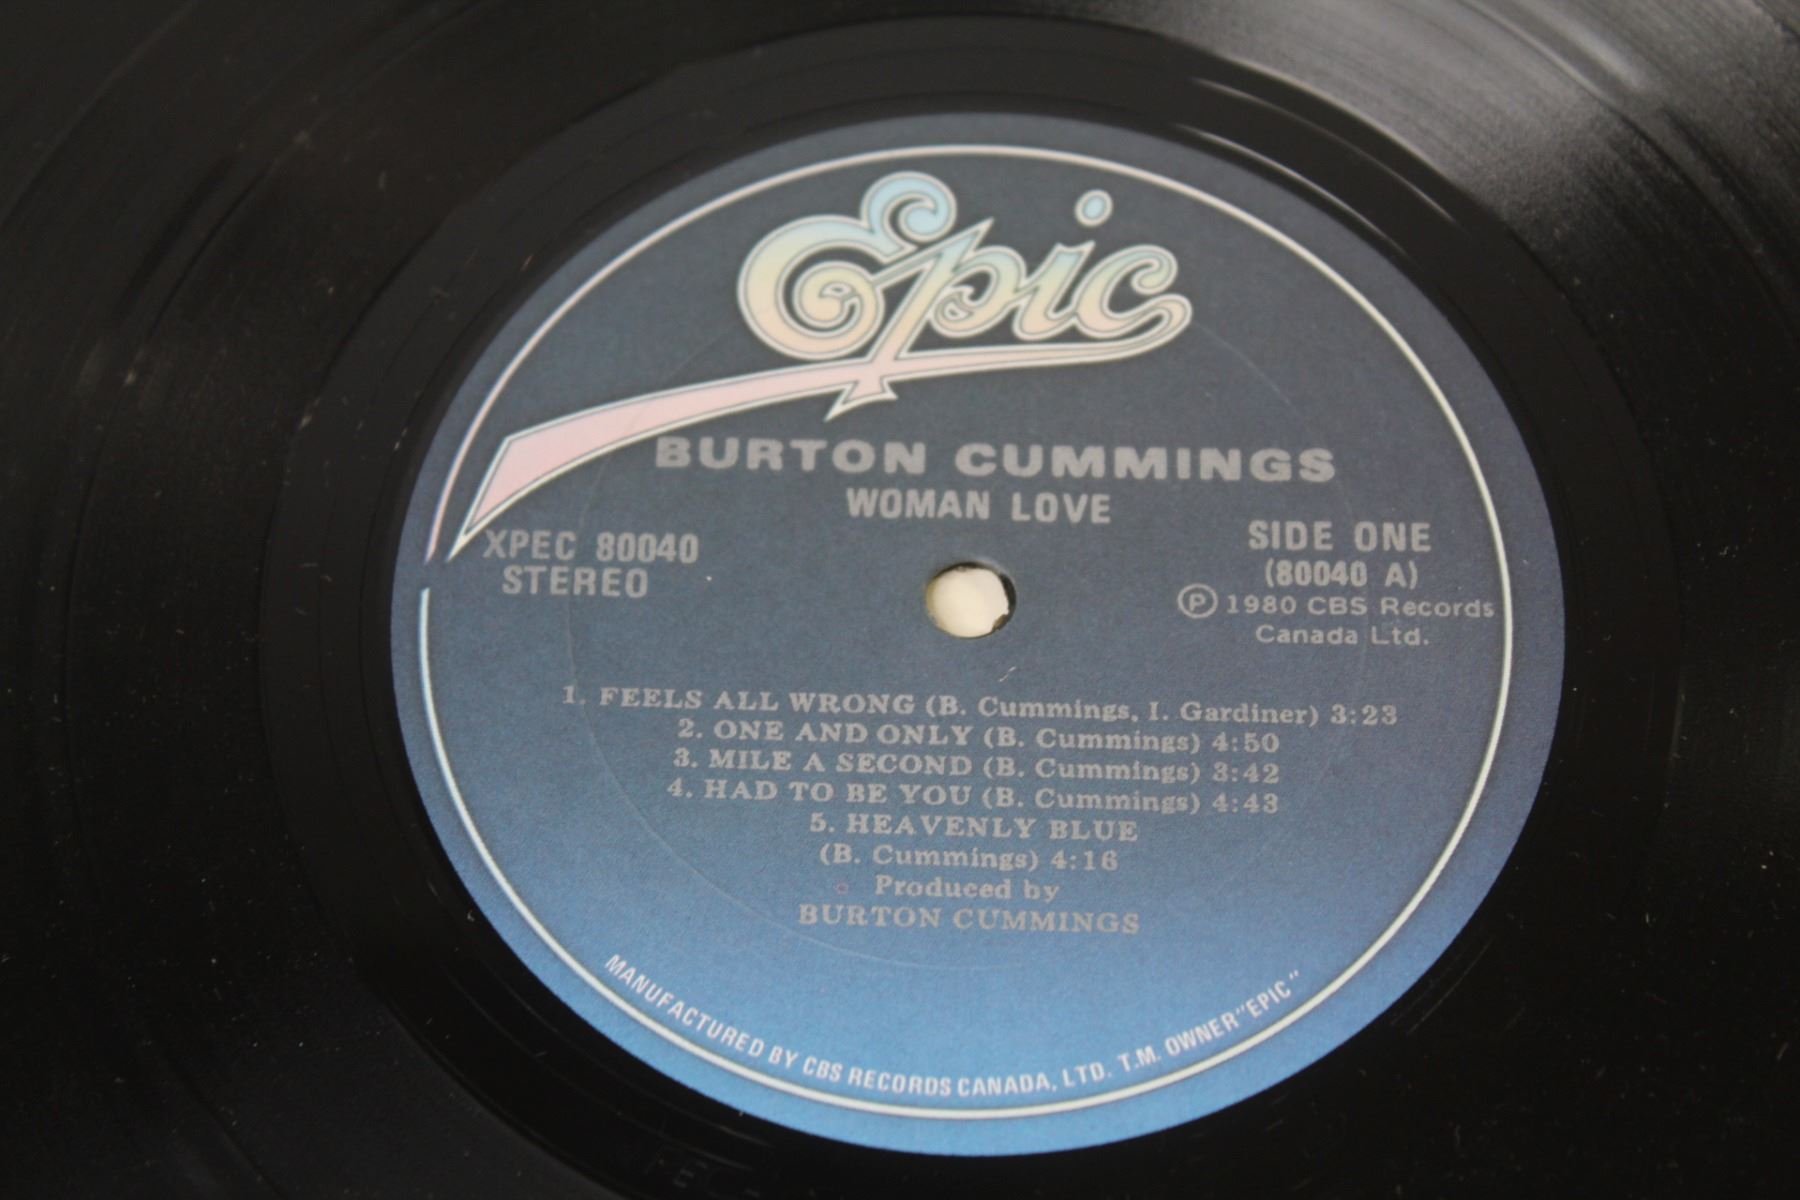 Epic
BURTON CUMMINGS
WOMAN LOVE
XPEC 80040
STEREO
SIDE ONE
(80040 A)
Ⓟ 1980 CBS Records
Canada Ltd.
1. FEELS ALL WRONG (B. Cummings, I. Gardiner) 3:23
2. ONE AND ONLY (B. Cummings) 4:50
3. MILE A SECOND (B. Cummings) 3:42
4. HAD TO BE YOU (B. Cummings) 4:43
5. HEAVENLY BLUE
(B. Cummings) 4:16
Produced by
BURTON CUMMINGS
MANUFACTURED BY CBS RECORDS CANADA, LTD. T.M. OWNER "EPIC"